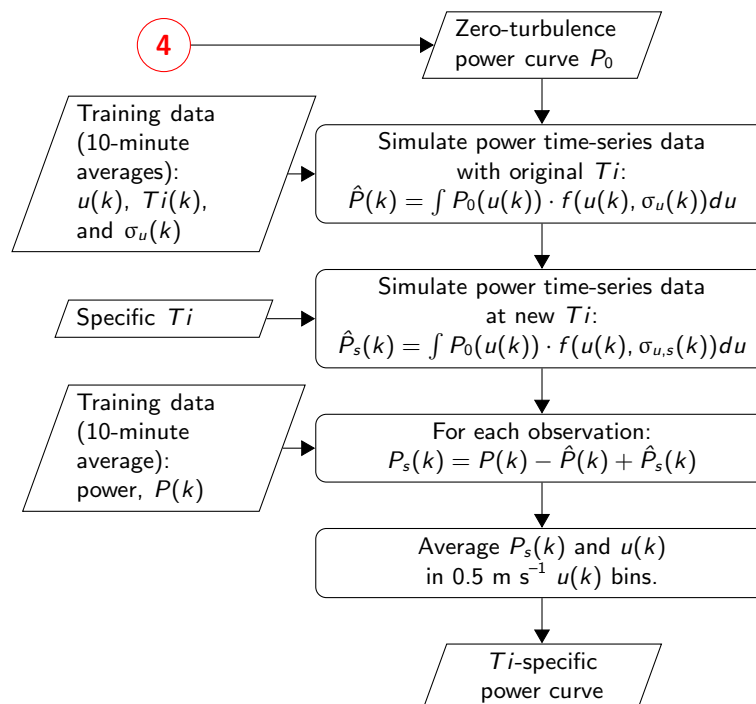 4
Zero-turbulence
power curve P₀
Training data
(10-minute
averages):
u(k), Ti(k),
and σᵤ(k)
Simulate power time-series data
with original Ti:
P̂(k) = ∫ P₀(u(k)) · f(u(k), σᵤ(k))du
Specific Ti
Simulate power time-series data
at new Ti:
P̂ₛ(k) = ∫ P₀(u(k)) · f(u(k), σᵤ,ₛ(k))du
Training data
(10-minute
average):
power, P(k)
For each observation:
Pₛ(k) = P(k) − P̂(k) + P̂ₛ(k)
Average Pₛ(k) and u(k)
in 0.5 m s⁻¹ u(k) bins.
Ti-specific
power curve